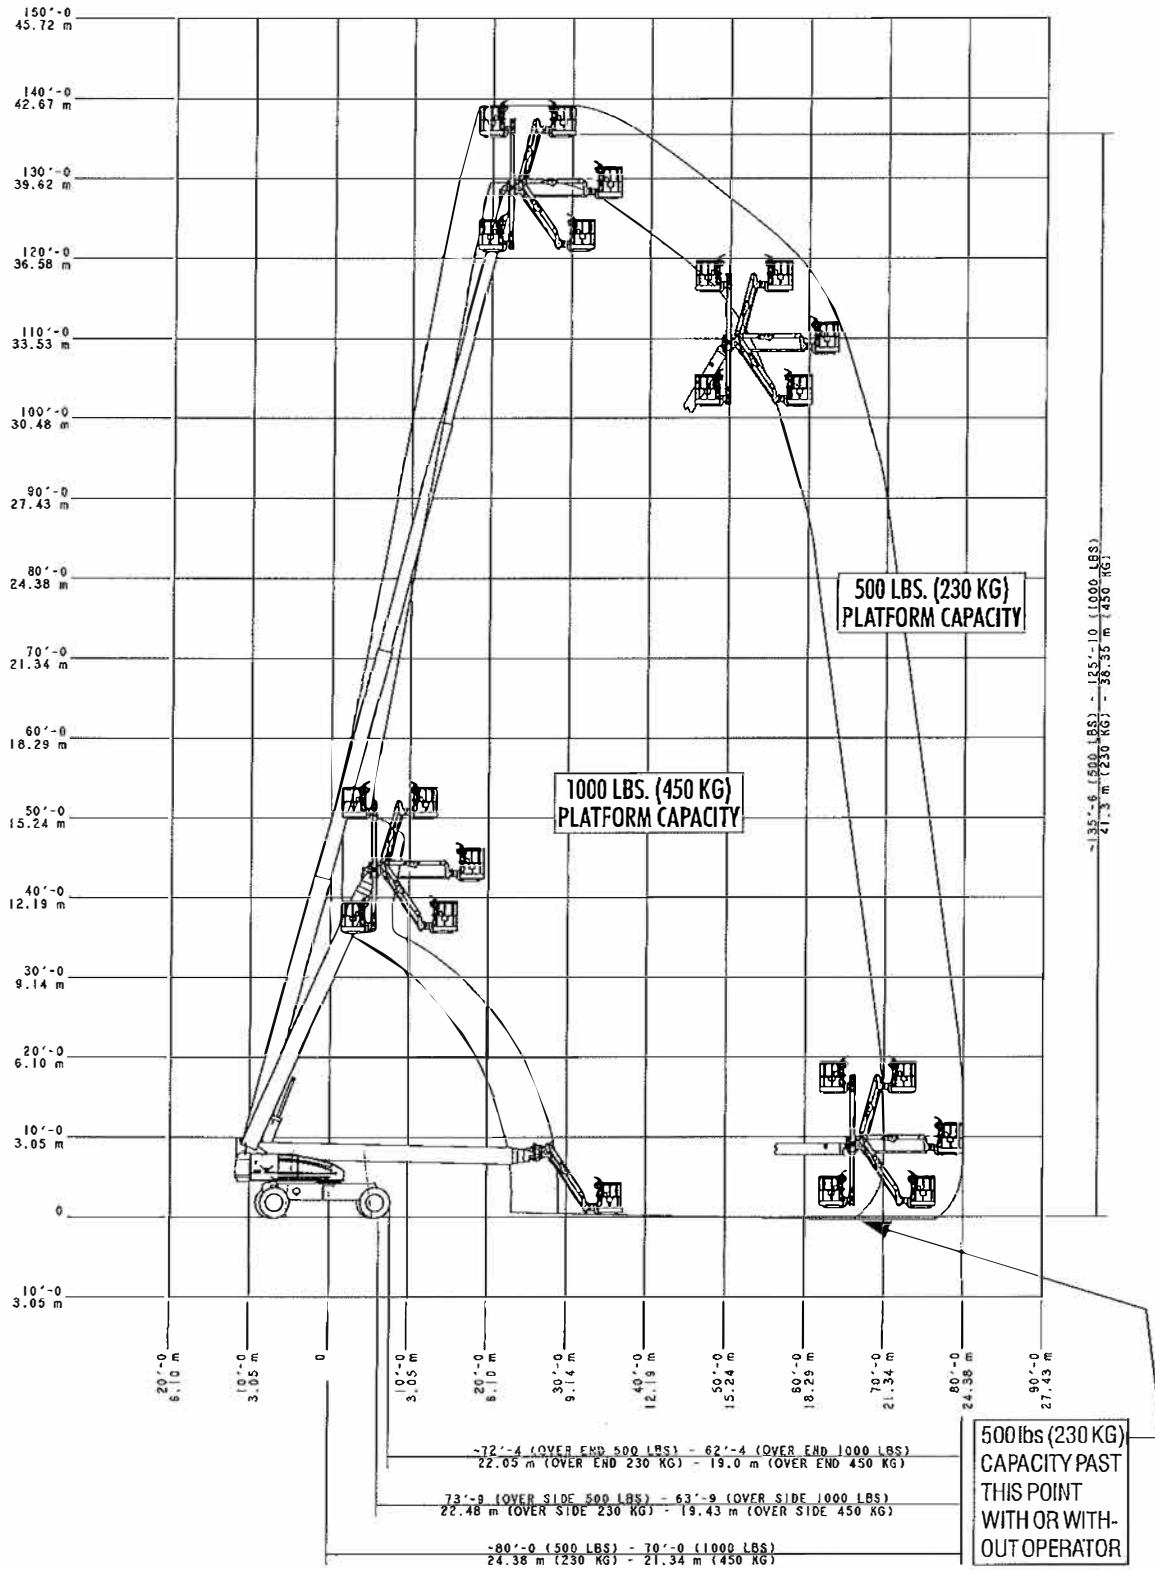 150'-0
45.72 m
140'-0
42.67 m
130'-0
39.62 m
120'-0
36.58 m
110'-0
33.53 m
100'-0
30.48 m
90'-0
27.43 m
80'-0
24.38 m
70'-0
21.34 m
60'-0
18.29 m
50'-0
15.24 m
40'-0
12.19 m
30'-0
9.14 m
20'-0
6.10 m
10'-0
3.05 m
0
10'-0
3.05 m
500 LBS. (230 KG)
PLATFORM CAPACITY
1000 LBS. (450 KG)
PLATFORM CAPACITY
~135'-6 (500 LBS) - 125'-10 (1000 LBS)
41.3 m (230 KG) - 38.35 m (450 KG)
20'-0
6.10 m
10'-0
3.05 m
0
10'-0
3.05 m
20'-0
6.10 m
30'-0
9.14 m
40'-0
12.19 m
50'-0
15.24 m
60'-0
18.29 m
70'-0
21.34 m
80'-0
24.38 m
90'-0
27.43 m
~72'-4 (OVER END 500 LBS) - 62'-4 (OVER END 1000 LBS)
22.05 m (OVER END 230 KG) - 19.0 m (OVER END 450 KG)
73'-9 (OVER SIDE 500 LBS) - 63'-9 (OVER SIDE 1000 LBS)
22.48 m (OVER SIDE 230 KG) - 19.43 m (OVER SIDE 450 KG)
~80'-0 (500 LBS) - 70'-0 (1000 LBS)
24.38 m (230 KG) - 21.34 m (450 KG)
500 lbs (230 KG)
CAPACITY PAST
THIS POINT
WITH OR WITH-
OUT OPERATOR